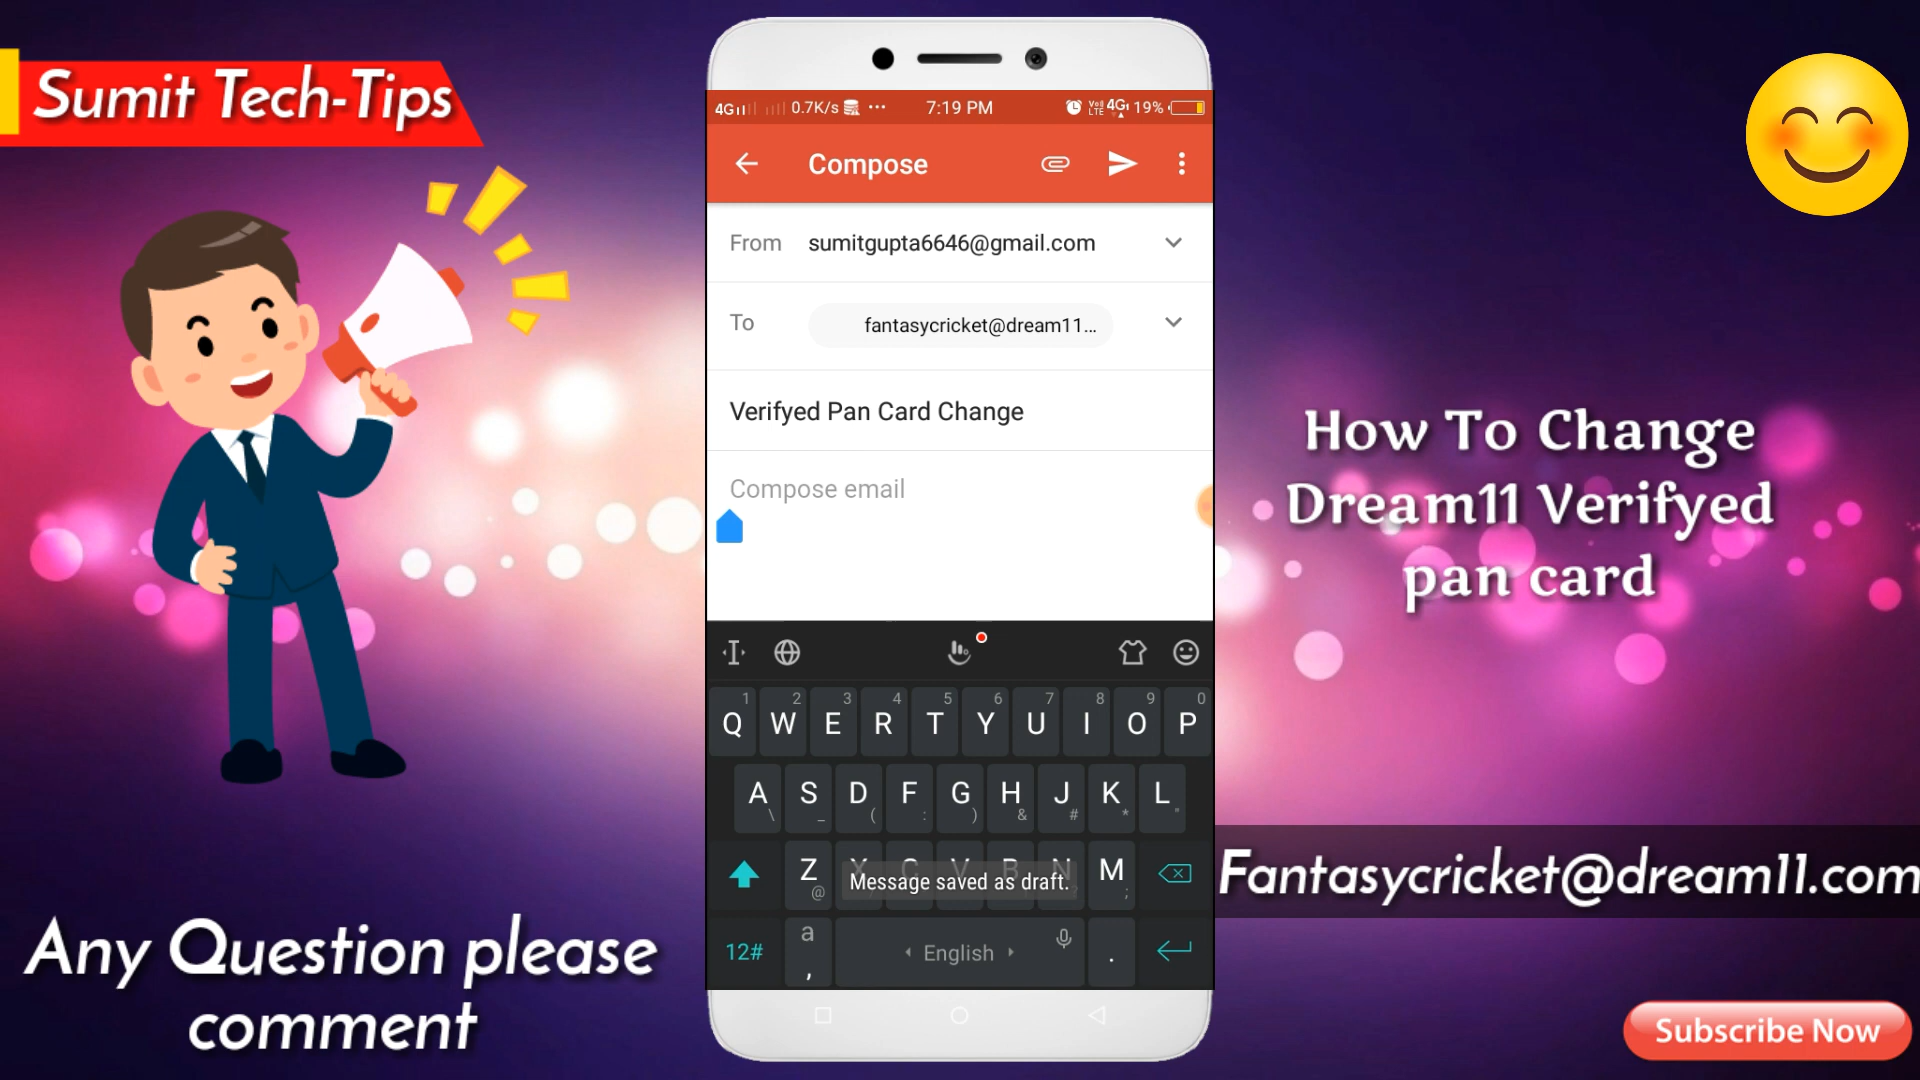 Sumit Tech-Tips
4G 0.7K/s ... 7:19 PM VoLTE 4G 19%
Compose
From sumitgupta6646@gmail.com
To fantasycricket@dream11...
Verifyed Pan Card Change
Compose email
How To Change
Dream11 Verifyed
pan card
1 2 3 4 5 6 7 8 9 0
Q W E R T Y U I O P
A S D F G H J K L
\ _ ( : ) & # * "
Z X C V B N M
@ ;
Message saved as draft.
12# a , English .
Fantasycricket@dream11.com
Any Question please
comment
Subscribe Now